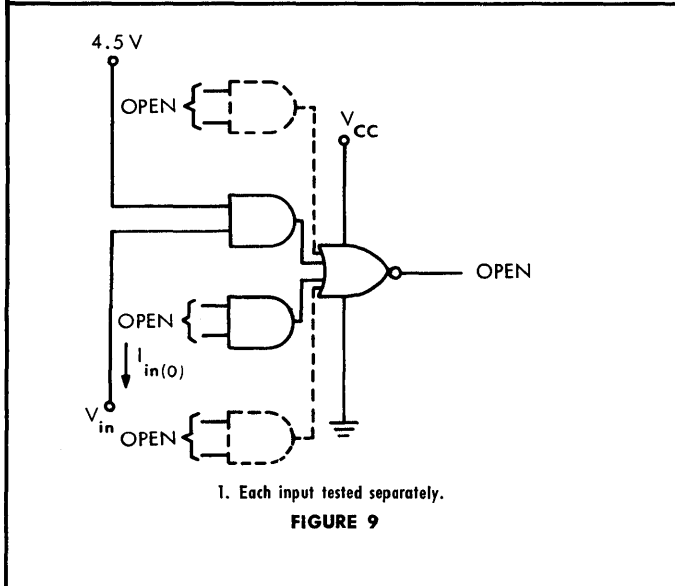 4.5 V
OPEN
V CC
OPEN
OPEN
I in(0)
V in
OPEN
1. Each input tested separately.
FIGURE 9